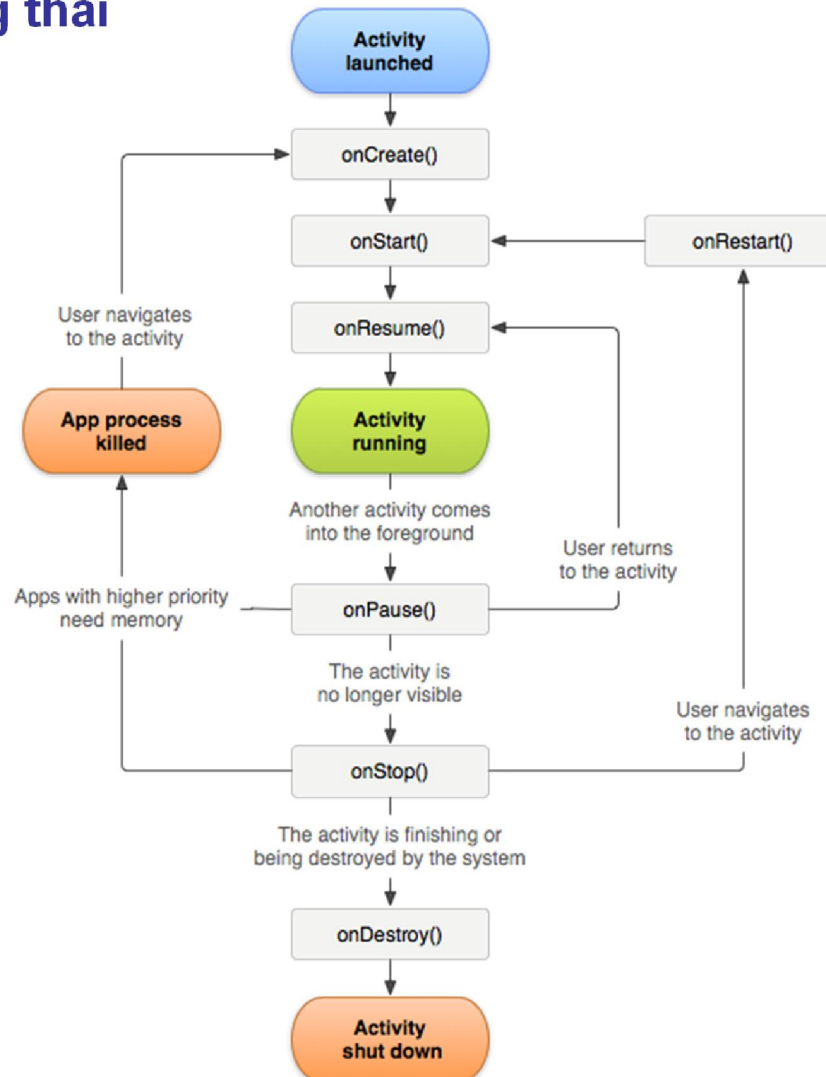 g thái
Activity
launched
onCreate()
onStart()
onRestart()
User navigates
to the activity
onResume()
App process
killed
Activity
running
Another activity comes
into the foreground
User returns
to the activity
Apps with higher priority
need memory
onPause()
The activity is
no longer visible
User navigates
to the activity
onStop()
The activity is finishing or
being destroyed by the system
onDestroy()
Activity
shut down